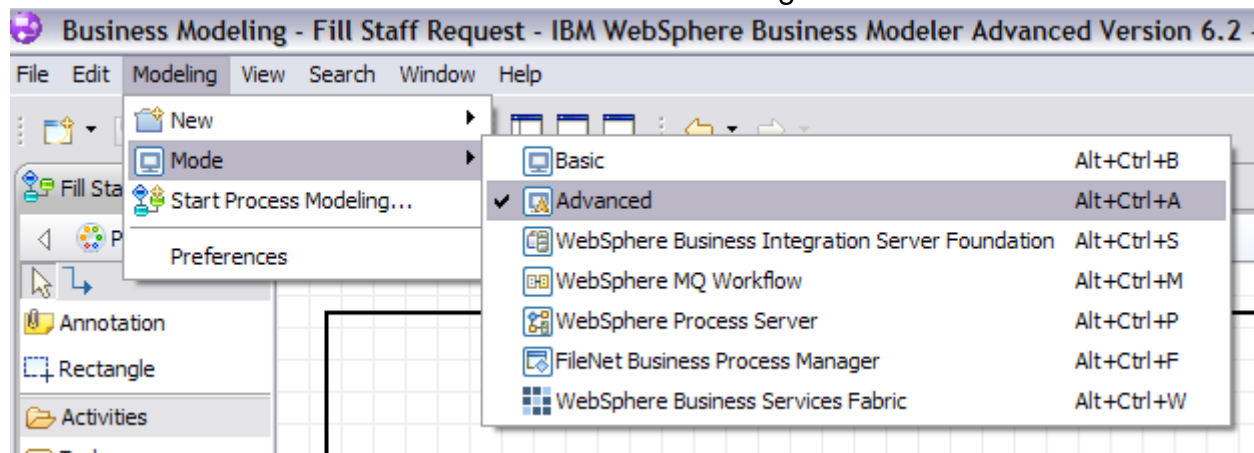 Business Modeling - Fill Staff Request - IBM WebSphere Business Modeler Advanced Version 6.2 -
File Edit Modeling View Search Window Help
New
Mode
Start Process Modeling...
Preferences
Basic Alt+Ctrl+B
Advanced Alt+Ctrl+A
WebSphere Business Integration Server Foundation Alt+Ctrl+S
WebSphere MQ Workflow Alt+Ctrl+M
WebSphere Process Server Alt+Ctrl+P
FileNet Business Process Manager Alt+Ctrl+F
WebSphere Business Services Fabric Alt+Ctrl+W
Fill Sta
P
Annotation
Rectangle
Activities